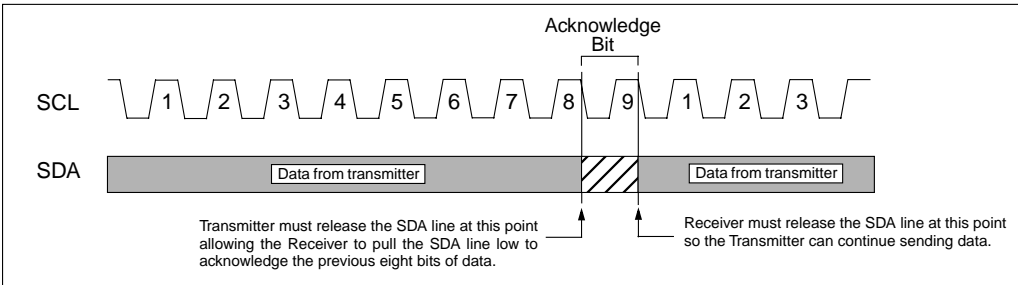 Acknowledge
Bit
SCL
1 2 3 4 5 6 7 8 9 1 2 3
SDA
Data from transmitter
Data from transmitter
Transmitter must release the SDA line at this point
allowing the Receiver to pull the SDA line low to
acknowledge the previous eight bits of data.
Receiver must release the SDA line at this point
so the Transmitter can continue sending data.